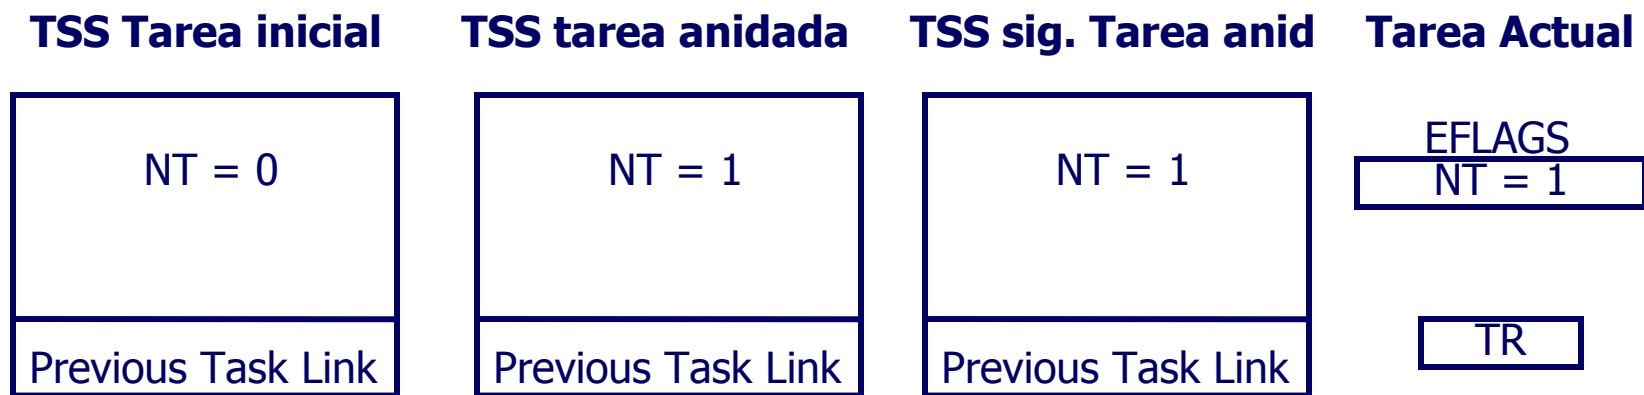 TSS Tarea inicial
TSS tarea anidada
TSS sig. Tarea anid
Tarea Actual
NT = 0
NT = 1
NT = 1
EFLAGS
NT = 1
Previous Task Link
Previous Task Link
Previous Task Link
TR